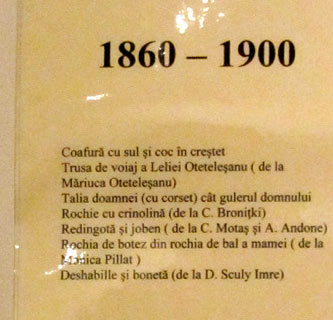 1860 – 1900
Coafură cu sul și coc în creștet
Trusa de voiaj a Leliei Oteteleșanu ( de la
Măriuca Oteteleșanu)
Talia doamnei (cu corset) cât gulerul domnului
Rochie cu crinolină (de la C. Bronițki)
Redingotă și joben ( de la C. Motaș și A. Andone)
Rochia de botez din rochia de bal a mamei ( de la
Monica Pillat )
Deshabille și bonetă (de la D. Sculy Imre)